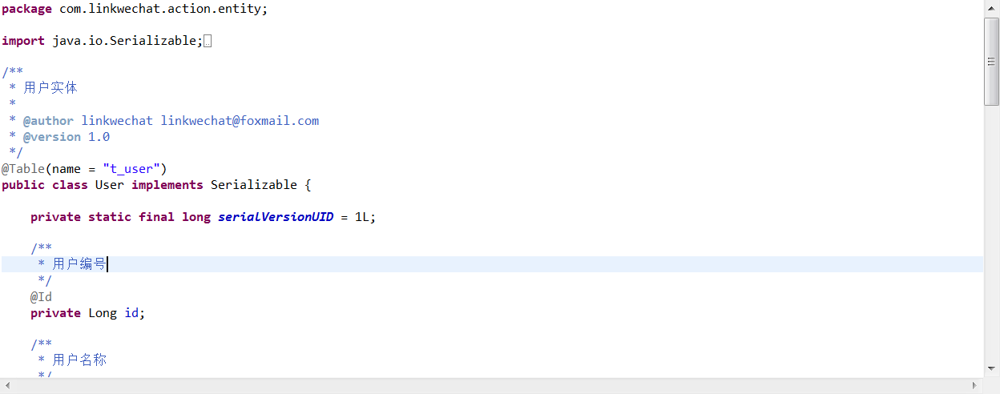 package com.linkwechat.action.entity;
import java.io.Serializable;
/**
 * 用户实体
 *
 * @author linkwechat linkwechat@foxmail.com
 * @version 1.0
 */
@Table(name = "t_user")
public class User implements Serializable {
    private static final long serialVersionUID = 1L;
    /**
     * 用户编号
     */
    @Id
    private Long id;
    /**
     * 用户名称
     */